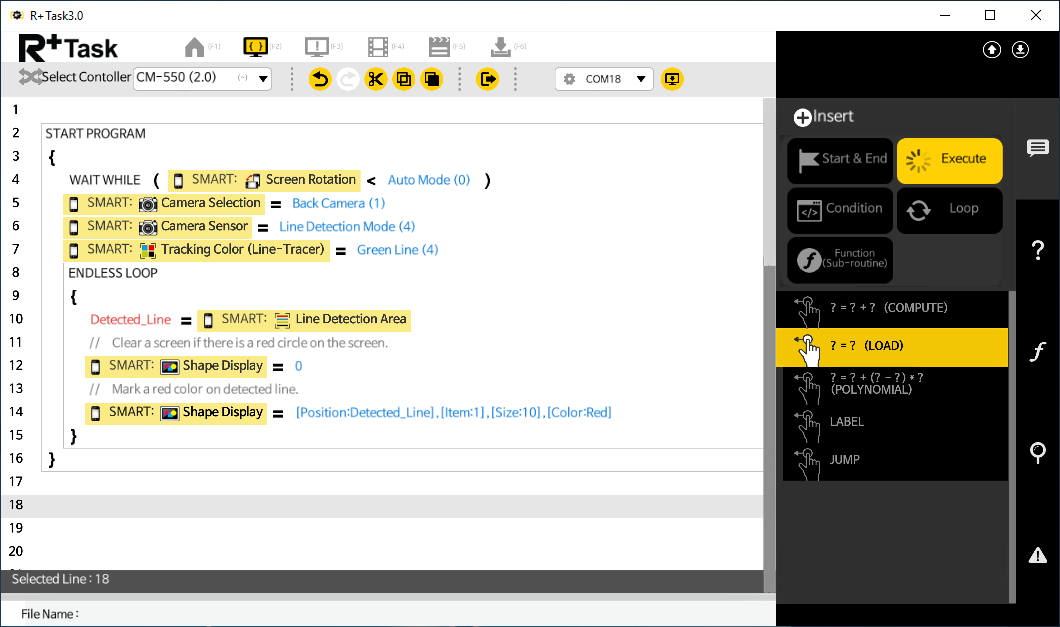 R+ Task3.0
R+Task (F1) (F2) (F3) (F4) (F5) (F6)
Select Contoller CM-550 (2.0) (-) COM18
1
2 START PROGRAM
3 {
4 WAIT WHILE ( SMART: Screen Rotation < Auto Mode (0) )
5 SMART: Camera Selection = Back Camera (1)
6 SMART: Camera Sensor = Line Detection Mode (4)
7 SMART: Tracking Color (Line-Tracer) = Green Line (4)
8 ENDLESS LOOP
9 {
10 Detected_Line = SMART: Line Detection Area
11 // Clear a screen if there is a red circle on the screen.
12 SMART: Shape Display = 0
13 // Mark a red color on detected line.
14 SMART: Shape Display = [Position:Detected_Line],[Item:1],[Size:10],[Color:Red]
15 }
16 }
17
18
19
20
Selected Line : 18
File Name :
Insert
Start & End
Execute
Condition
Loop
Function
(Sub-routine)
? = ? + ? (COMPUTE)
? = ? (LOAD)
? = ? + (? - ?) * ?
(POLYNOMIAL)
LABEL
JUMP